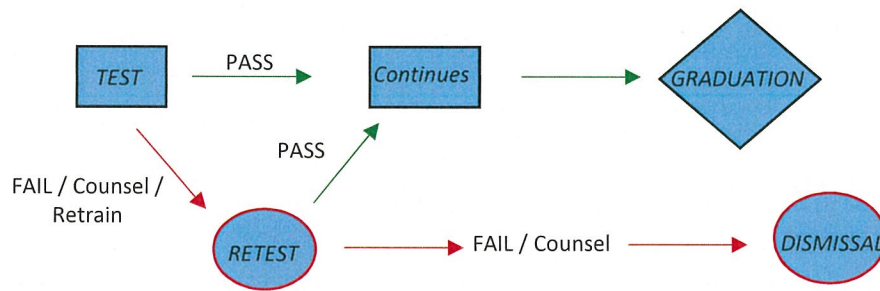 TEST
PASS
Continues
GRADUATION
PASS
FAIL / Counsel /
Retrain
RETEST
FAIL / Counsel
DISMISSAL